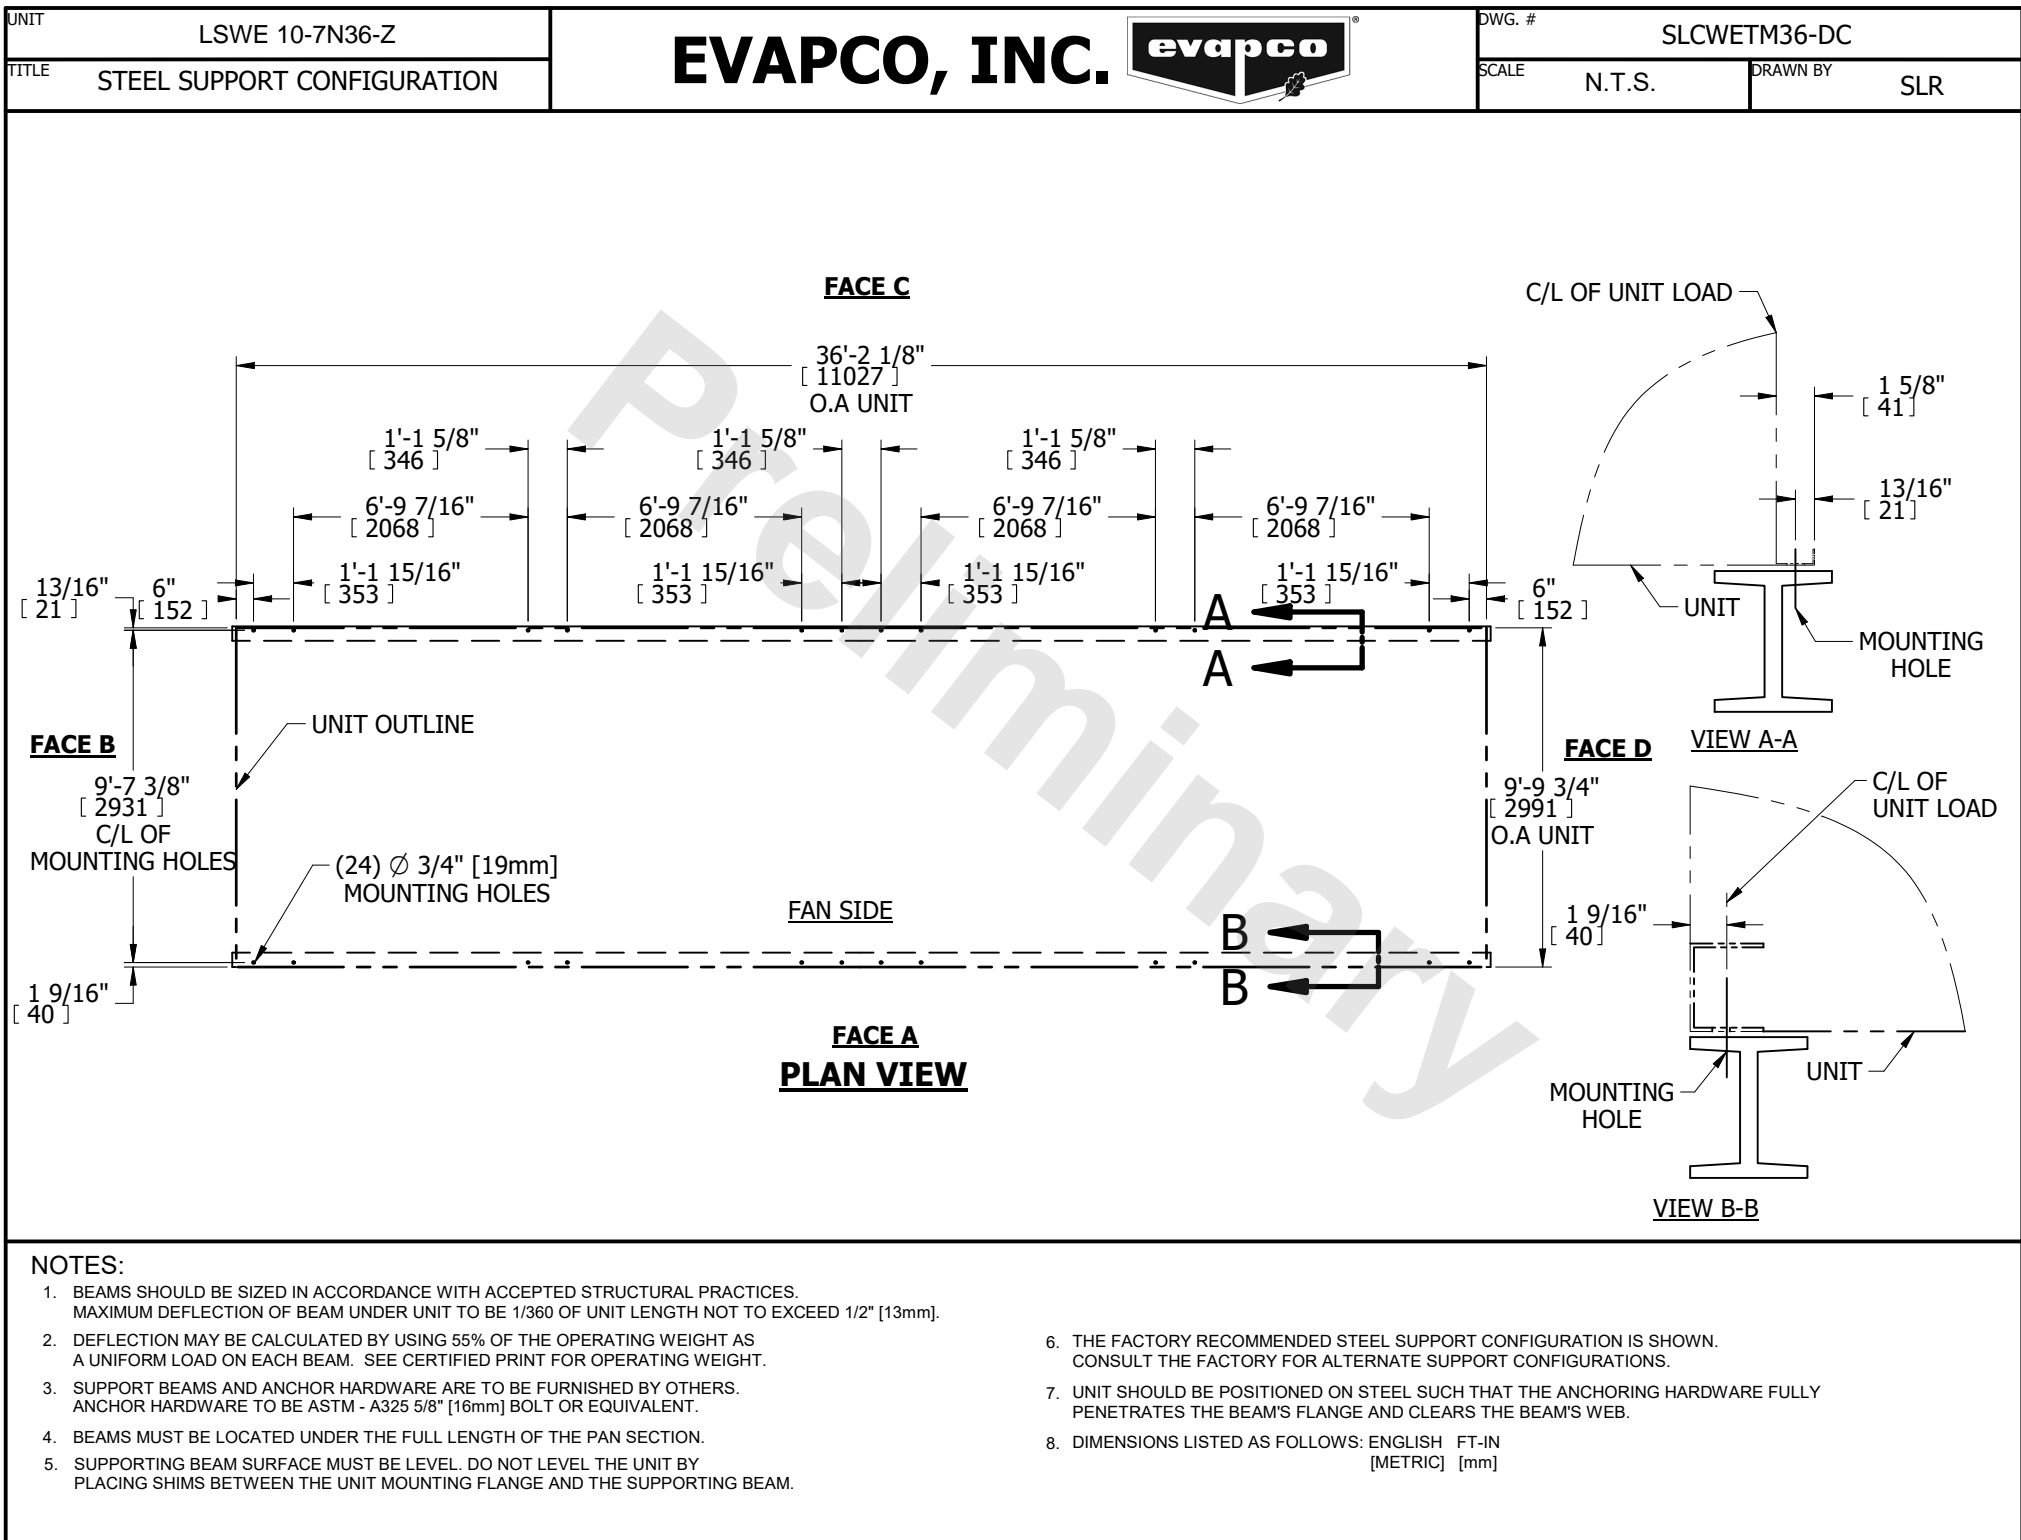 UNIT
LSWE 10-7N36-Z
TITLE
STEEL SUPPORT CONFIGURATION
EVAPCO, INC.
evapco
®
DWG. #
SLCWETM36-DC
SCALE
N.T.S.
DRAWN BY
SLR
Preliminary
FACE C
36'-2 1/8"
[ 11027 ]
O.A UNIT
1'-1 5/8"
[ 346 ]
1'-1 5/8"
[ 346 ]
1'-1 5/8"
[ 346 ]
6'-9 7/16"
[ 2068 ]
6'-9 7/16"
[ 2068 ]
6'-9 7/16"
[ 2068 ]
6'-9 7/16"
[ 2068 ]
13/16"
[ 21 ]
6"
[ 152 ]
1'-1 15/16"
[ 353 ]
1'-1 15/16"
[ 353 ]
1'-1 15/16"
[ 353 ]
1'-1 15/16"
[ 353 ]
6"
[ 152 ]
A
A
UNIT OUTLINE
FACE B
9'-7 3/8"
[ 2931 ]
C/L OF
MOUNTING HOLES
(24) Ø 3/4" [19mm]
MOUNTING HOLES
FAN SIDE
B
B
FACE D
9'-9 3/4"
[ 2991 ]
O.A UNIT
1 9/16"
[ 40 ]
FACE A
PLAN VIEW
C/L OF UNIT LOAD
1 5/8"
[ 41 ]
13/16"
[ 21 ]
UNIT
MOUNTING
HOLE
VIEW A-A
C/L OF
UNIT LOAD
1 9/16"
[ 40 ]
UNIT
MOUNTING
HOLE
VIEW B-B
NOTES:
1. BEAMS SHOULD BE SIZED IN ACCORDANCE WITH ACCEPTED STRUCTURAL PRACTICES.
MAXIMUM DEFLECTION OF BEAM UNDER UNIT TO BE 1/360 OF UNIT LENGTH NOT TO EXCEED 1/2" [13mm].
2. DEFLECTION MAY BE CALCULATED BY USING 55% OF THE OPERATING WEIGHT AS
A UNIFORM LOAD ON EACH BEAM. SEE CERTIFIED PRINT FOR OPERATING WEIGHT.
3. SUPPORT BEAMS AND ANCHOR HARDWARE ARE TO BE FURNISHED BY OTHERS.
ANCHOR HARDWARE TO BE ASTM - A325 5/8" [16mm] BOLT OR EQUIVALENT.
4. BEAMS MUST BE LOCATED UNDER THE FULL LENGTH OF THE PAN SECTION.
5. SUPPORTING BEAM SURFACE MUST BE LEVEL. DO NOT LEVEL THE UNIT BY
PLACING SHIMS BETWEEN THE UNIT MOUNTING FLANGE AND THE SUPPORTING BEAM.
6. THE FACTORY RECOMMENDED STEEL SUPPORT CONFIGURATION IS SHOWN.
CONSULT THE FACTORY FOR ALTERNATE SUPPORT CONFIGURATIONS.
7. UNIT SHOULD BE POSITIONED ON STEEL SUCH THAT THE ANCHORING HARDWARE FULLY
PENETRATES THE BEAM'S FLANGE AND CLEARS THE BEAM'S WEB.
8. DIMENSIONS LISTED AS FOLLOWS: ENGLISH FT-IN
[METRIC] [mm]